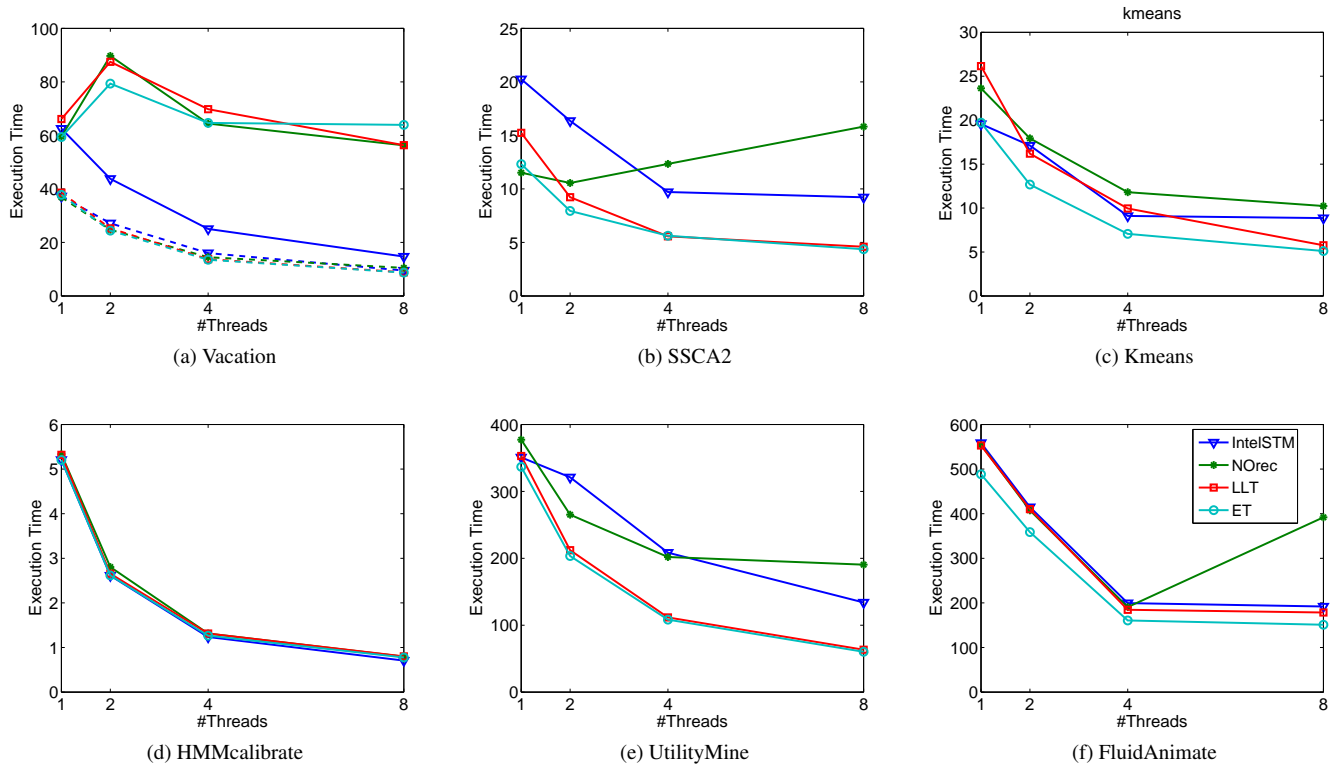 kmeans
100
80
60
40
20
0
Execution Time
1 2 4 8
#Threads
(a) Vacation
25
20
15
10
5
0
Execution Time
1 2 4 8
#Threads
(b) SSCA2
30
25
20
15
10
5
0
Execution Time
1 2 4 8
#Threads
(c) Kmeans
6
5
4
3
2
1
0
Execution Time
1 2 4 8
#Threads
(d) HMMcalibrate
400
300
200
100
0
Execution Time
1 2 4 8
#Threads
(e) UtilityMine
600
500
400
300
200
100
0
Execution Time
IntelSTM
NOrec
LLT
ET
1 2 4 8
#Threads
(f) FluidAnimate